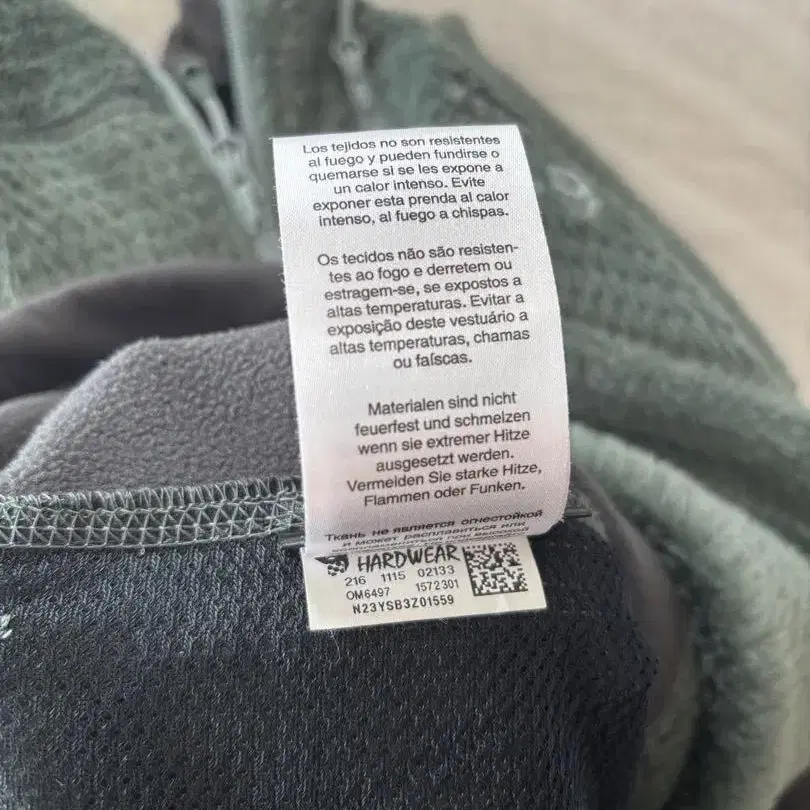 Los tejidos no son resistentes
al fuego y pueden fundirse o
quemarse si se les expone a
un calor intenso. Evite
exponer esta prenda al calor
intenso, al fuego a chispas.
Os tecidos não são resisten-
tes ao fogo e derretem ou
estragem-se, se expostos a
altas temperaturas. Evitar a
exposição deste vestuário a
altas temperaturas, chamas
ou faíscas.
Materialen sind nicht
feuerfest und schmelzen
wenn sie extremer Hitze
ausgesetzt werden.
Vermelden Sie starke Hitze,
Flammen oder Funken.
Ткань не является огнестойкой
и может расплавиться или
HARDWEAR
216 1115 02133
OM6497 1572301
N23YSB3Z01559